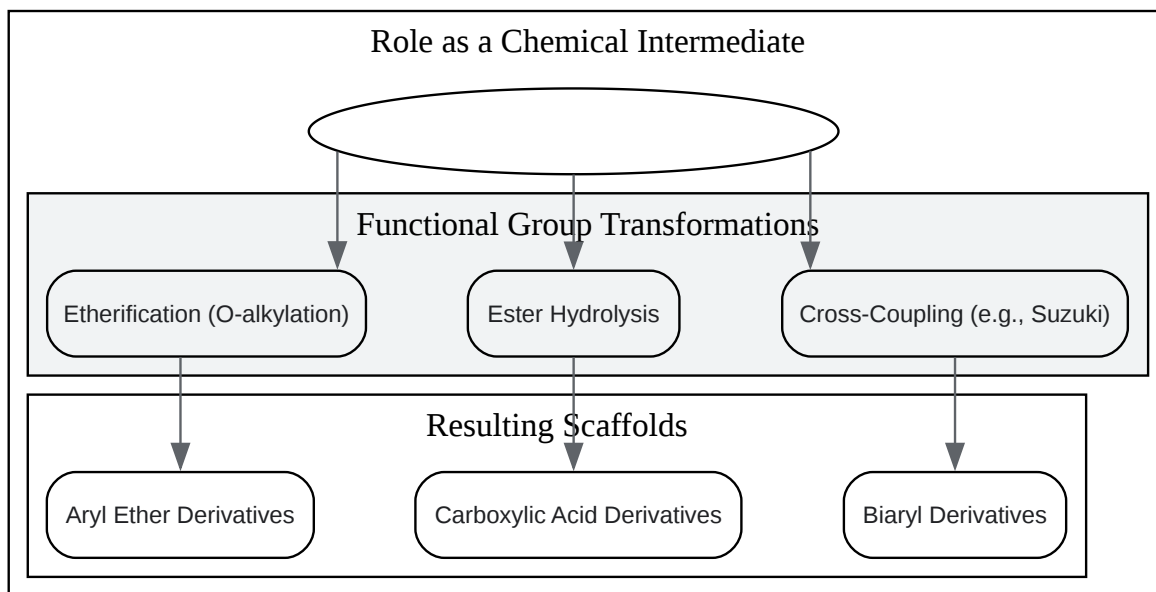 Role as a Chemical Intermediate
Functional Group Transformations
Etherification (O-alkylation)
Ester Hydrolysis
Cross-Coupling (e.g., Suzuki)
Resulting Scaffolds
Aryl Ether Derivatives
Carboxylic Acid Derivatives
Biaryl Derivatives